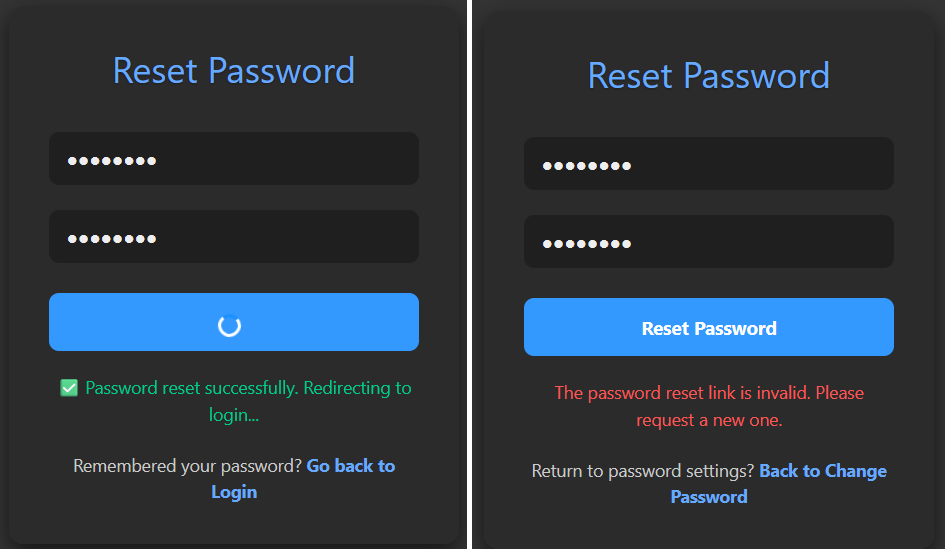 Reset Password
••••••••
••••••••
✅ Password reset successfully. Redirecting to
login...
Remembered your password? Go back to
Login
Reset Password
••••••••
••••••••
Reset Password
The password reset link is invalid. Please
request a new one.
Return to password settings? Back to Change
Password